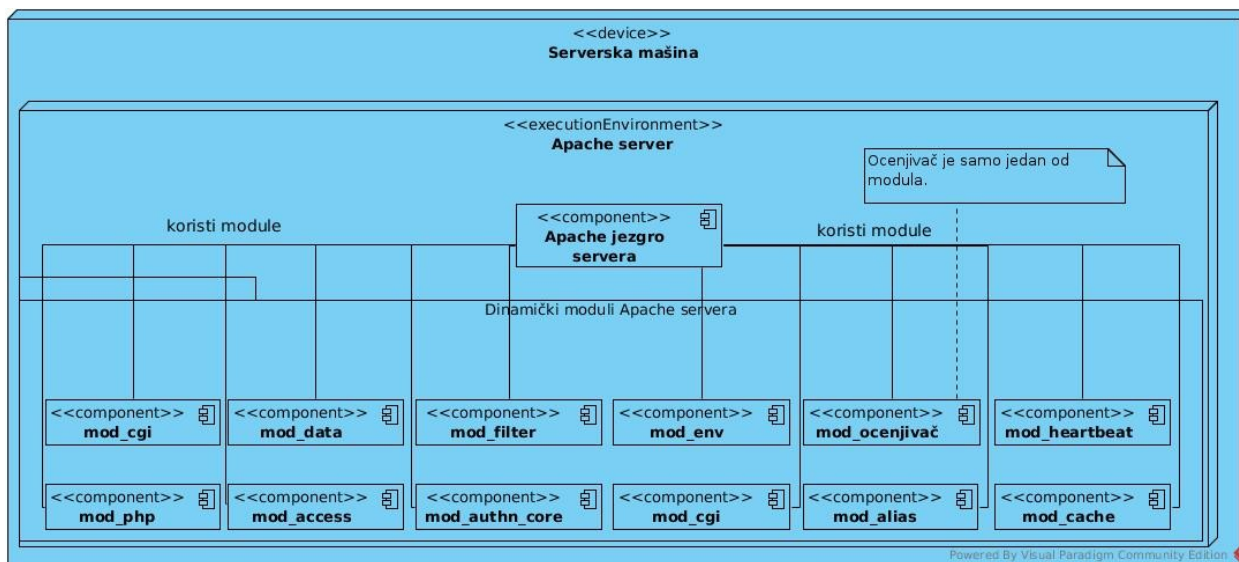 <<device>>
Serverska mašina
<<executionEnvironment>>
Apache server
Ocenjivač je samo jedan od
modula.
koristi module
<<component>>
Apache jezgro
servera
koristi module
Dinamički moduli Apache servera
<<component>>
mod_cgi
<<component>>
mod_data
<<component>>
mod_filter
<<component>>
mod_env
<<component>>
mod_ocenjivač
<<component>>
mod_heartbeat
<<component>>
mod_php
<<component>>
mod_access
<<component>>
mod_authn_core
<<component>>
mod_cgi
<<component>>
mod_alias
<<component>>
mod_cache
Powered By Visual Paradigm Community Edition